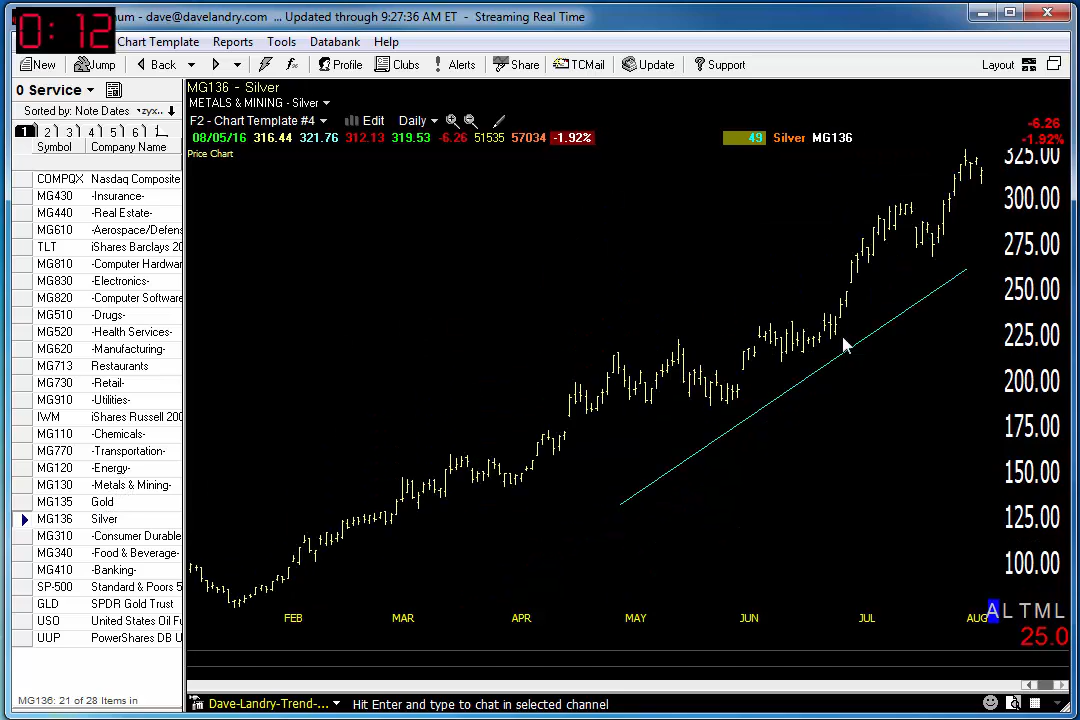 0:12
num - dave@davelandry.com ... Updated through 9:27:36 AM ET - Streaming Real Time
Chart Template Reports Tools Databank Help
New Jump Back Profile Clubs Alerts Share TCMail Update Support Layout
0 Service
Sorted by: Note Dates ·zyx...
1 2 3 4 5 6
Symbol Company Name
COMPQX Nasdaq Composite
MG430 -Insurance-
MG440 -Real Estate-
MG610 -Aerospace/Defens
TLT iShares Barclays 20
MG810 -Computer Hardwa
MG830 -Electronics-
MG820 -Computer Software
MG510 -Drugs-
MG520 -Health Services-
MG620 -Manufacturing-
MG713 Restaurants
MG730 -Retail-
MG910 -Utilities-
IWM iShares Russell 200
MG110 -Chemicals-
MG770 -Transportation-
MG120 -Energy-
MG130 -Metals & Mining-
MG135 Gold
MG136 Silver
MG310 -Consumer Durable
MG340 -Food & Beverage-
MG410 -Banking-
SP-500 Standard & Poors 5
GLD SPDR Gold Trust
USO United States Oil Fu
UUP PowerShares DB U
MG136: 21 of 28 Items in
MG136 - Silver
METALS & MINING - Silver
F2 - Chart Template #4 Edit Daily
08/05/16 316.44 321.76 312.13 319.53 -6.26 51535 57034 -1.92% 49 Silver MG136
Price Chart
-6.26
-1.92%
325.00
300.00
275.00
250.00
225.00
200.00
175.00
150.00
125.00
100.00
FEB MAR APR MAY JUN JUL AUG
A L T M L
25.0
Dave-Landry-Trend-... Hit Enter and type to chat in selected channel